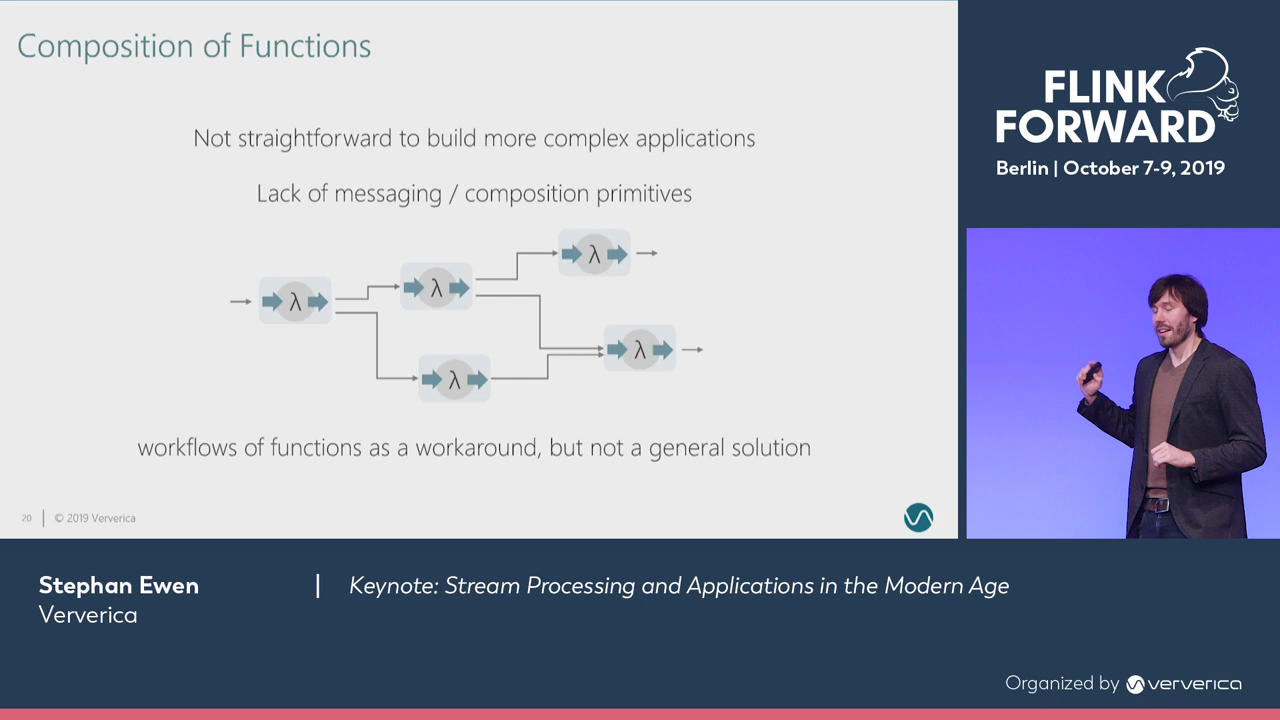 Composition of Functions
Not straightforward to build more complex applications
Lack of messaging / composition primitives
λ
λ
λ
λ
λ
workflows of functions as a workaround, but not a general solution
20 | © 2019 Ververica
FLINK
FORWARD
Berlin | October 7-9, 2019
Stephan Ewen | Keynote: Stream Processing and Applications in the Modern Age
Ververica
Organized by ververica